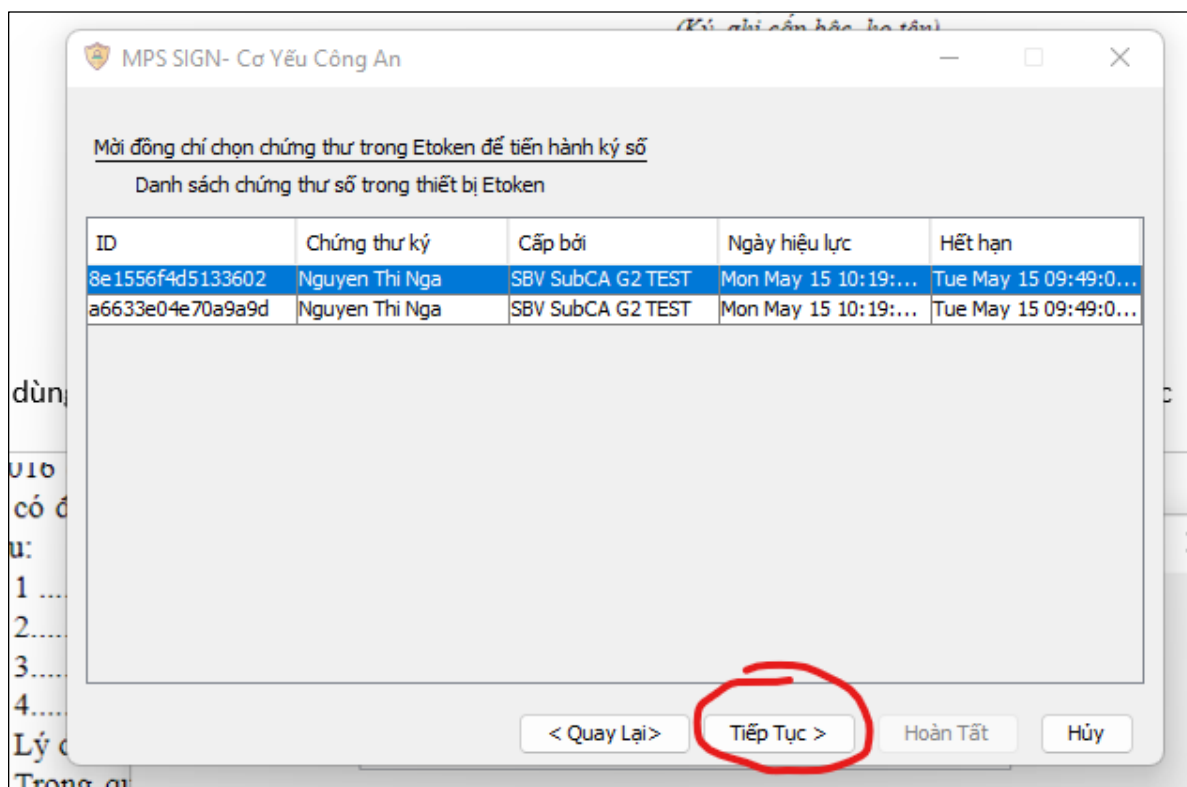 (Ký, ghi cấp bậc, họ tên)
MPS SIGN- Cơ Yếu Công An
Mời đồng chí chọn chứng thư trong Etoken để tiến hành ký số
Danh sách chứng thư số trong thiết bị Etoken
ID Chứng thư ký Cấp bởi Ngày hiệu lực Hết hạn
8e1556f4d5133602 Nguyen Thi Nga SBV SubCA G2 TEST Mon May 15 10:19:... Tue May 15 09:49:0...
a6633e04e70a9a9d Nguyen Thi Nga SBV SubCA G2 TEST Mon May 15 10:19:... Tue May 15 09:49:0...
dùn
016
có đ
u:
1 ....
2.....
3.....
4.....
< Quay Lại> Tiếp Tục > Hoàn Tất Hủy
Lý
Trong